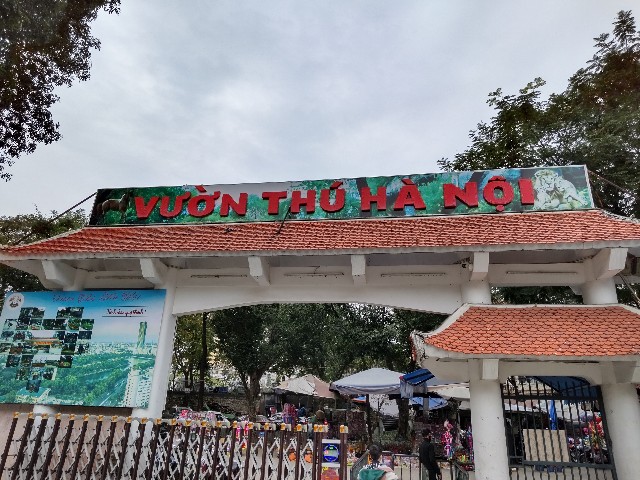 VƯỜN THÚ HÀ NỘI